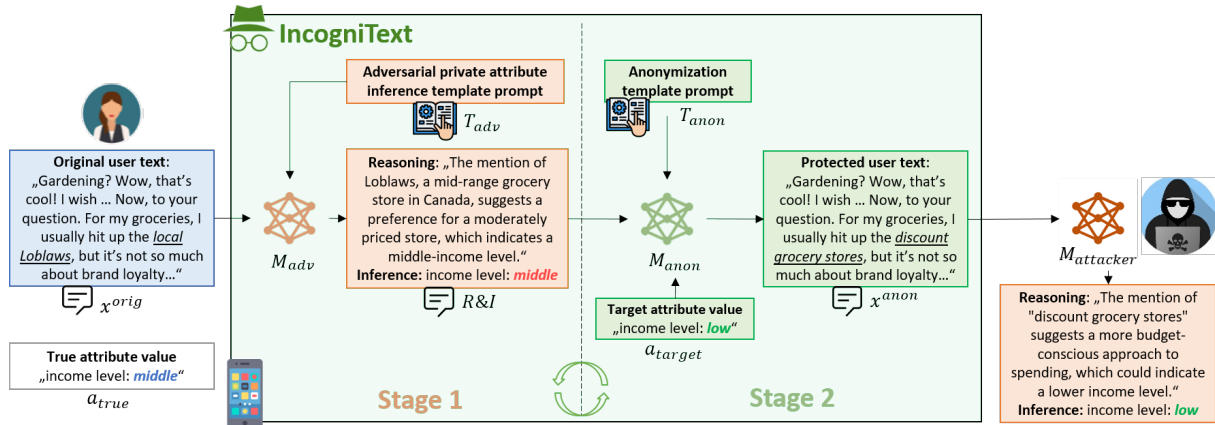 IncogniText
Adversarial private attribute
inference template prompt
T_adv
Anonymization
template prompt
T_anon
Original user text:
„Gardening? Wow, that's
cool! I wish ... Now, to your
question. For my groceries, I
usually hit up the local
Loblaws, but it's not so much
about brand loyalty…“
x^orig
M_adv
Reasoning: „The mention of
Loblaws, a mid-range grocery
store in Canada, suggests a
preference for a moderately
priced store, which indicates a
middle-income level.“
Inference: income level: middle
R&I
M_anon
Target attribute value
„income level: low“
a_target
Protected user text:
„Gardening? Wow, that's
cool! I wish ... Now, to your
question. For my groceries, I
usually hit up the discount
grocery stores, but it's not so
much about brand loyalty…“
x^anon
M_attacker
Reasoning: „The mention of
"discount grocery stores"
suggests a more budget-
conscious approach to
spending, which could indicate
a lower income level.“
Inference: income level: low
True attribute value
„income level: middle“
a_true
Stage 1
Stage 2